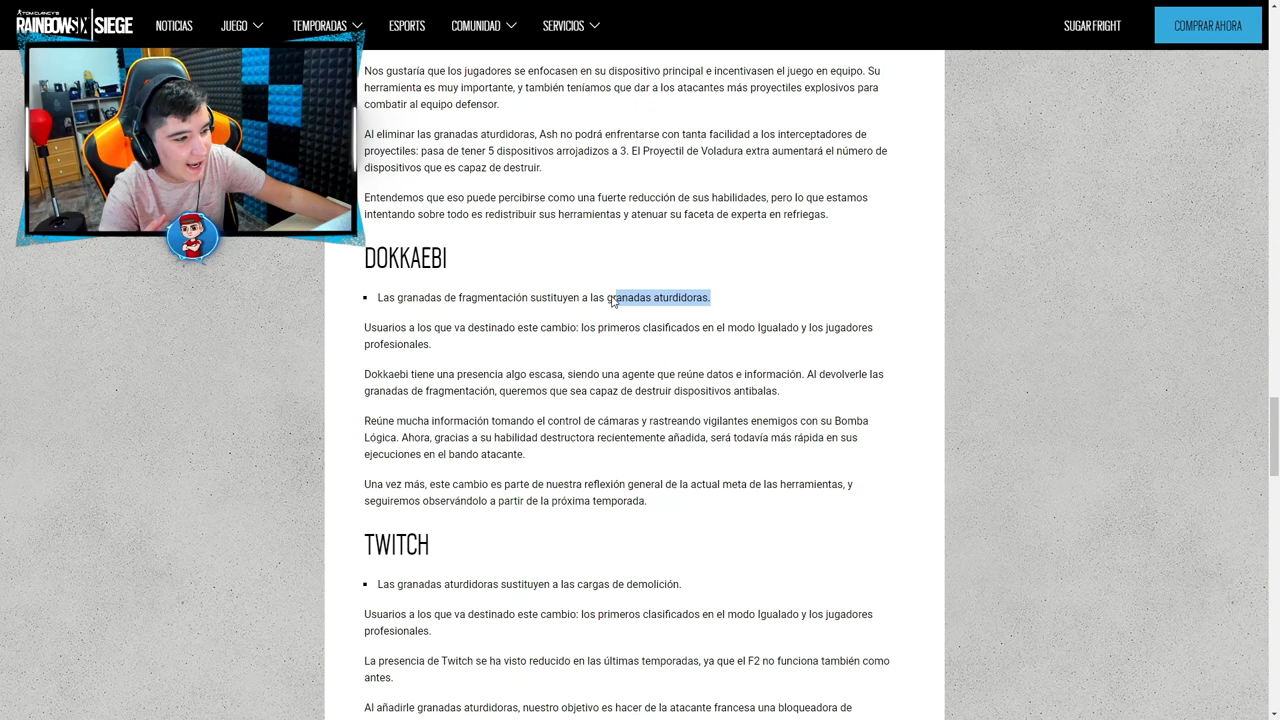 TOM CLANCY'S
RAINBOW SIX | SIEGE
NOTICIAS
JUEGO
TEMPORADAS
ESPORTS
COMUNIDAD
SERVICIOS
SUGAR FRIGHT
COMPRAR AHORA
Nos gustaría que los jugadores se enfocasen en su dispositivo principal e incentivasen el juego en equipo. Su
herramienta es muy importante, y también teníamos que dar a los atacantes más proyectiles explosivos para
combatir al equipo defensor.
Al eliminar las granadas aturdidoras, Ash no podrá enfrentarse con tanta facilidad a los interceptadores de
proyectiles: pasa de tener 5 dispositivos arrojadizos a 3. El Proyectil de Voladura extra aumentará el número de
dispositivos que es capaz de destruir.
Entendemos que eso puede percibirse como una fuerte reducción de sus habilidades, pero lo que estamos
intentando sobre todo es redistribuir sus herramientas y atenuar su faceta de experta en refriegas.
DOKKAEBI
▪ Las granadas de fragmentación sustituyen a las granadas aturdidoras.
Usuarios a los que va destinado este cambio: los primeros clasificados en el modo Igualado y los jugadores
profesionales.
Dokkaebi tiene una presencia algo escasa, siendo una agente que reúne datos e información. Al devolverle las
granadas de fragmentación, queremos que sea capaz de destruir dispositivos antibalas.
Reúne mucha información tomando el control de cámaras y rastreando vigilantes enemigos con su Bomba
Lógica. Ahora, gracias a su habilidad destructora recientemente añadida, será todavía más rápida en sus
ejecuciones en el bando atacante.
Una vez más, este cambio es parte de nuestra reflexión general de la actual meta de las herramientas, y
seguiremos observándolo a partir de la próxima temporada.
TWITCH
▪ Las granadas aturdidoras sustituyen a las cargas de demolición.
Usuarios a los que va destinado este cambio: los primeros clasificados en el modo Igualado y los jugadores
profesionales.
La presencia de Twitch se ha visto reducido en las últimas temporadas, ya que el F2 no funciona también como
antes.
Al añadirle granadas aturdidoras, nuestro objetivo es hacer de la atacante francesa una bloqueadora de